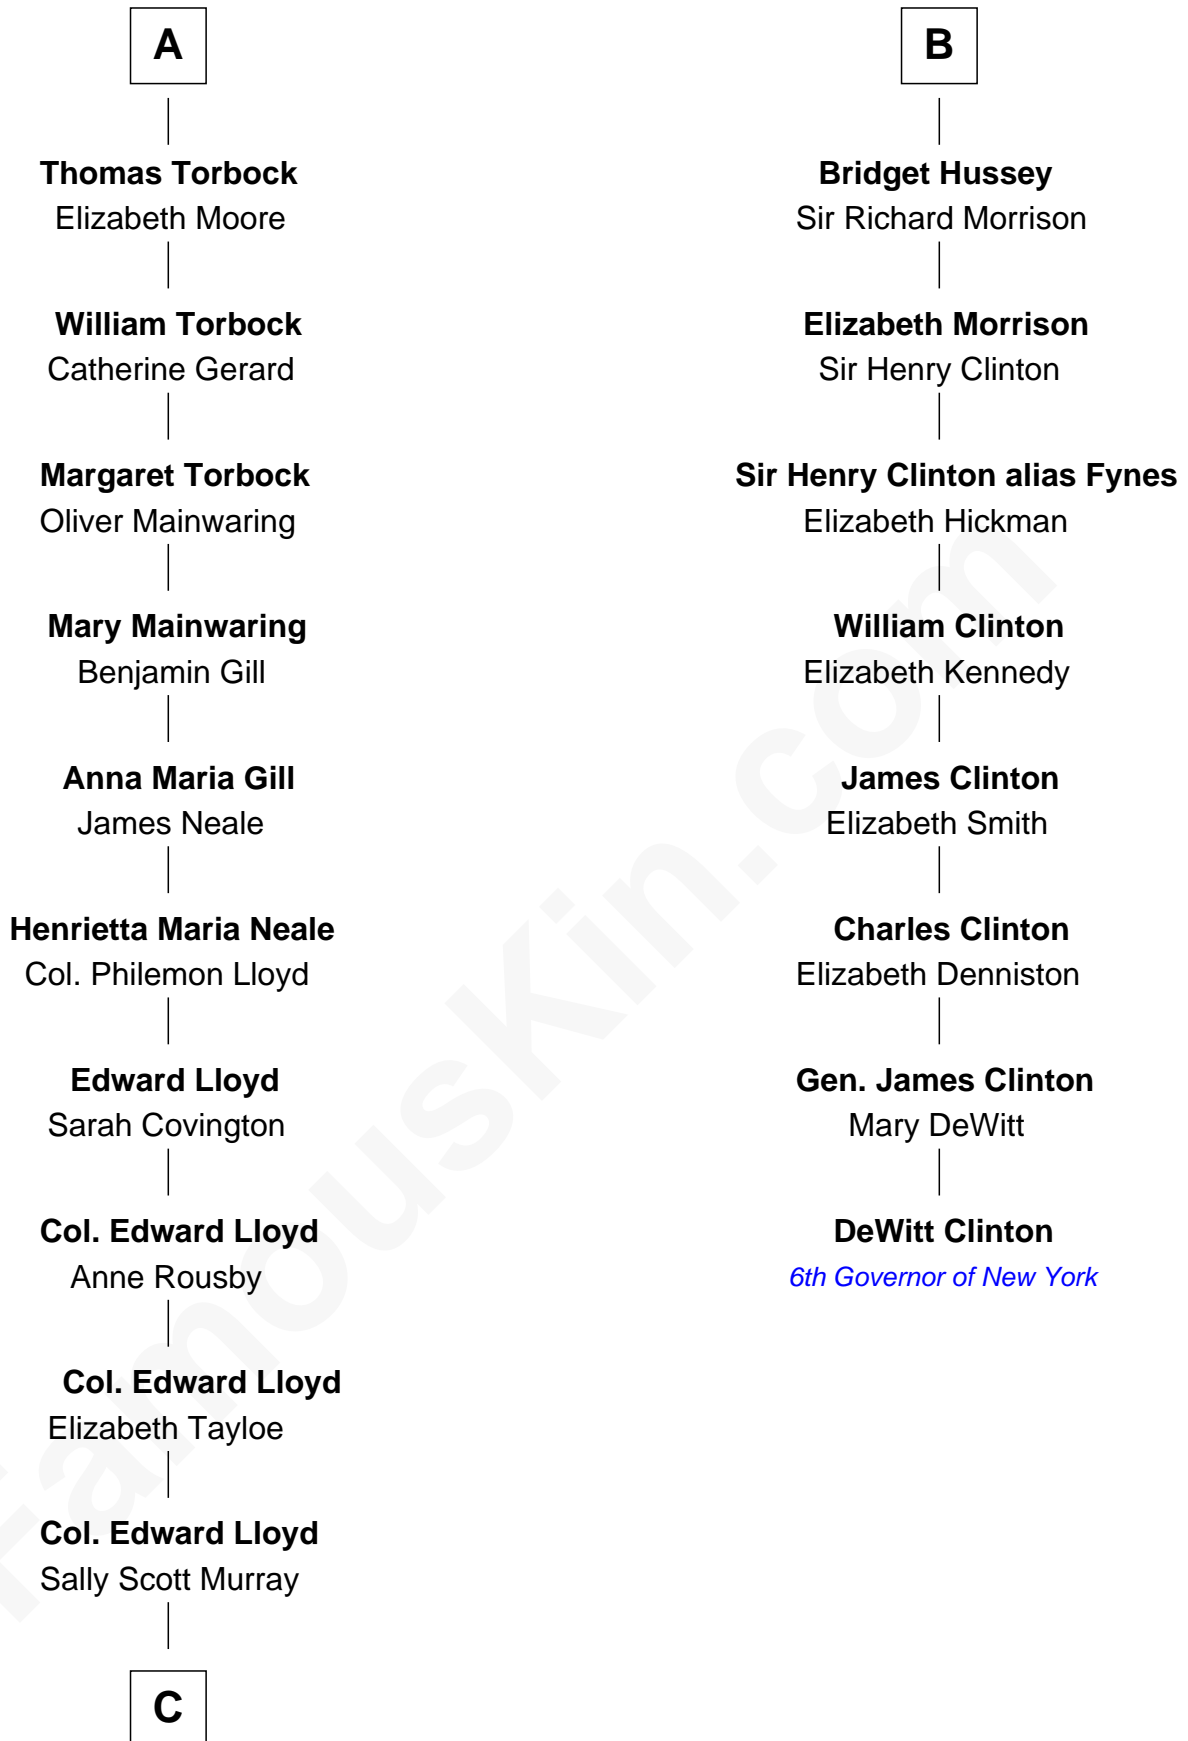 A
Thomas Torbock
Elizabeth Moore
William Torbock
Catherine Gerard
Margaret Torbock
Oliver Mainwaring
Mary Mainwaring
Benjamin Gill
Anna Maria Gill
James Neale
Henrietta Maria Neale
Col. Philemon Lloyd
Edward Lloyd
Sarah Covington
Col. Edward Lloyd
Anne Rousby
Col. Edward Lloyd
Elizabeth Tayloe
Col. Edward Lloyd
Sally Scott Murray
C
B
Bridget Hussey
Sir Richard Morrison
Elizabeth Morrison
Sir Henry Clinton
Sir Henry Clinton alias Fynes
Elizabeth Hickman
William Clinton
Elizabeth Kennedy
James Clinton
Elizabeth Smith
Charles Clinton
Elizabeth Denniston
Gen. James Clinton
Mary DeWitt
DeWitt Clinton
6th Governor of New York
FamousKin.com